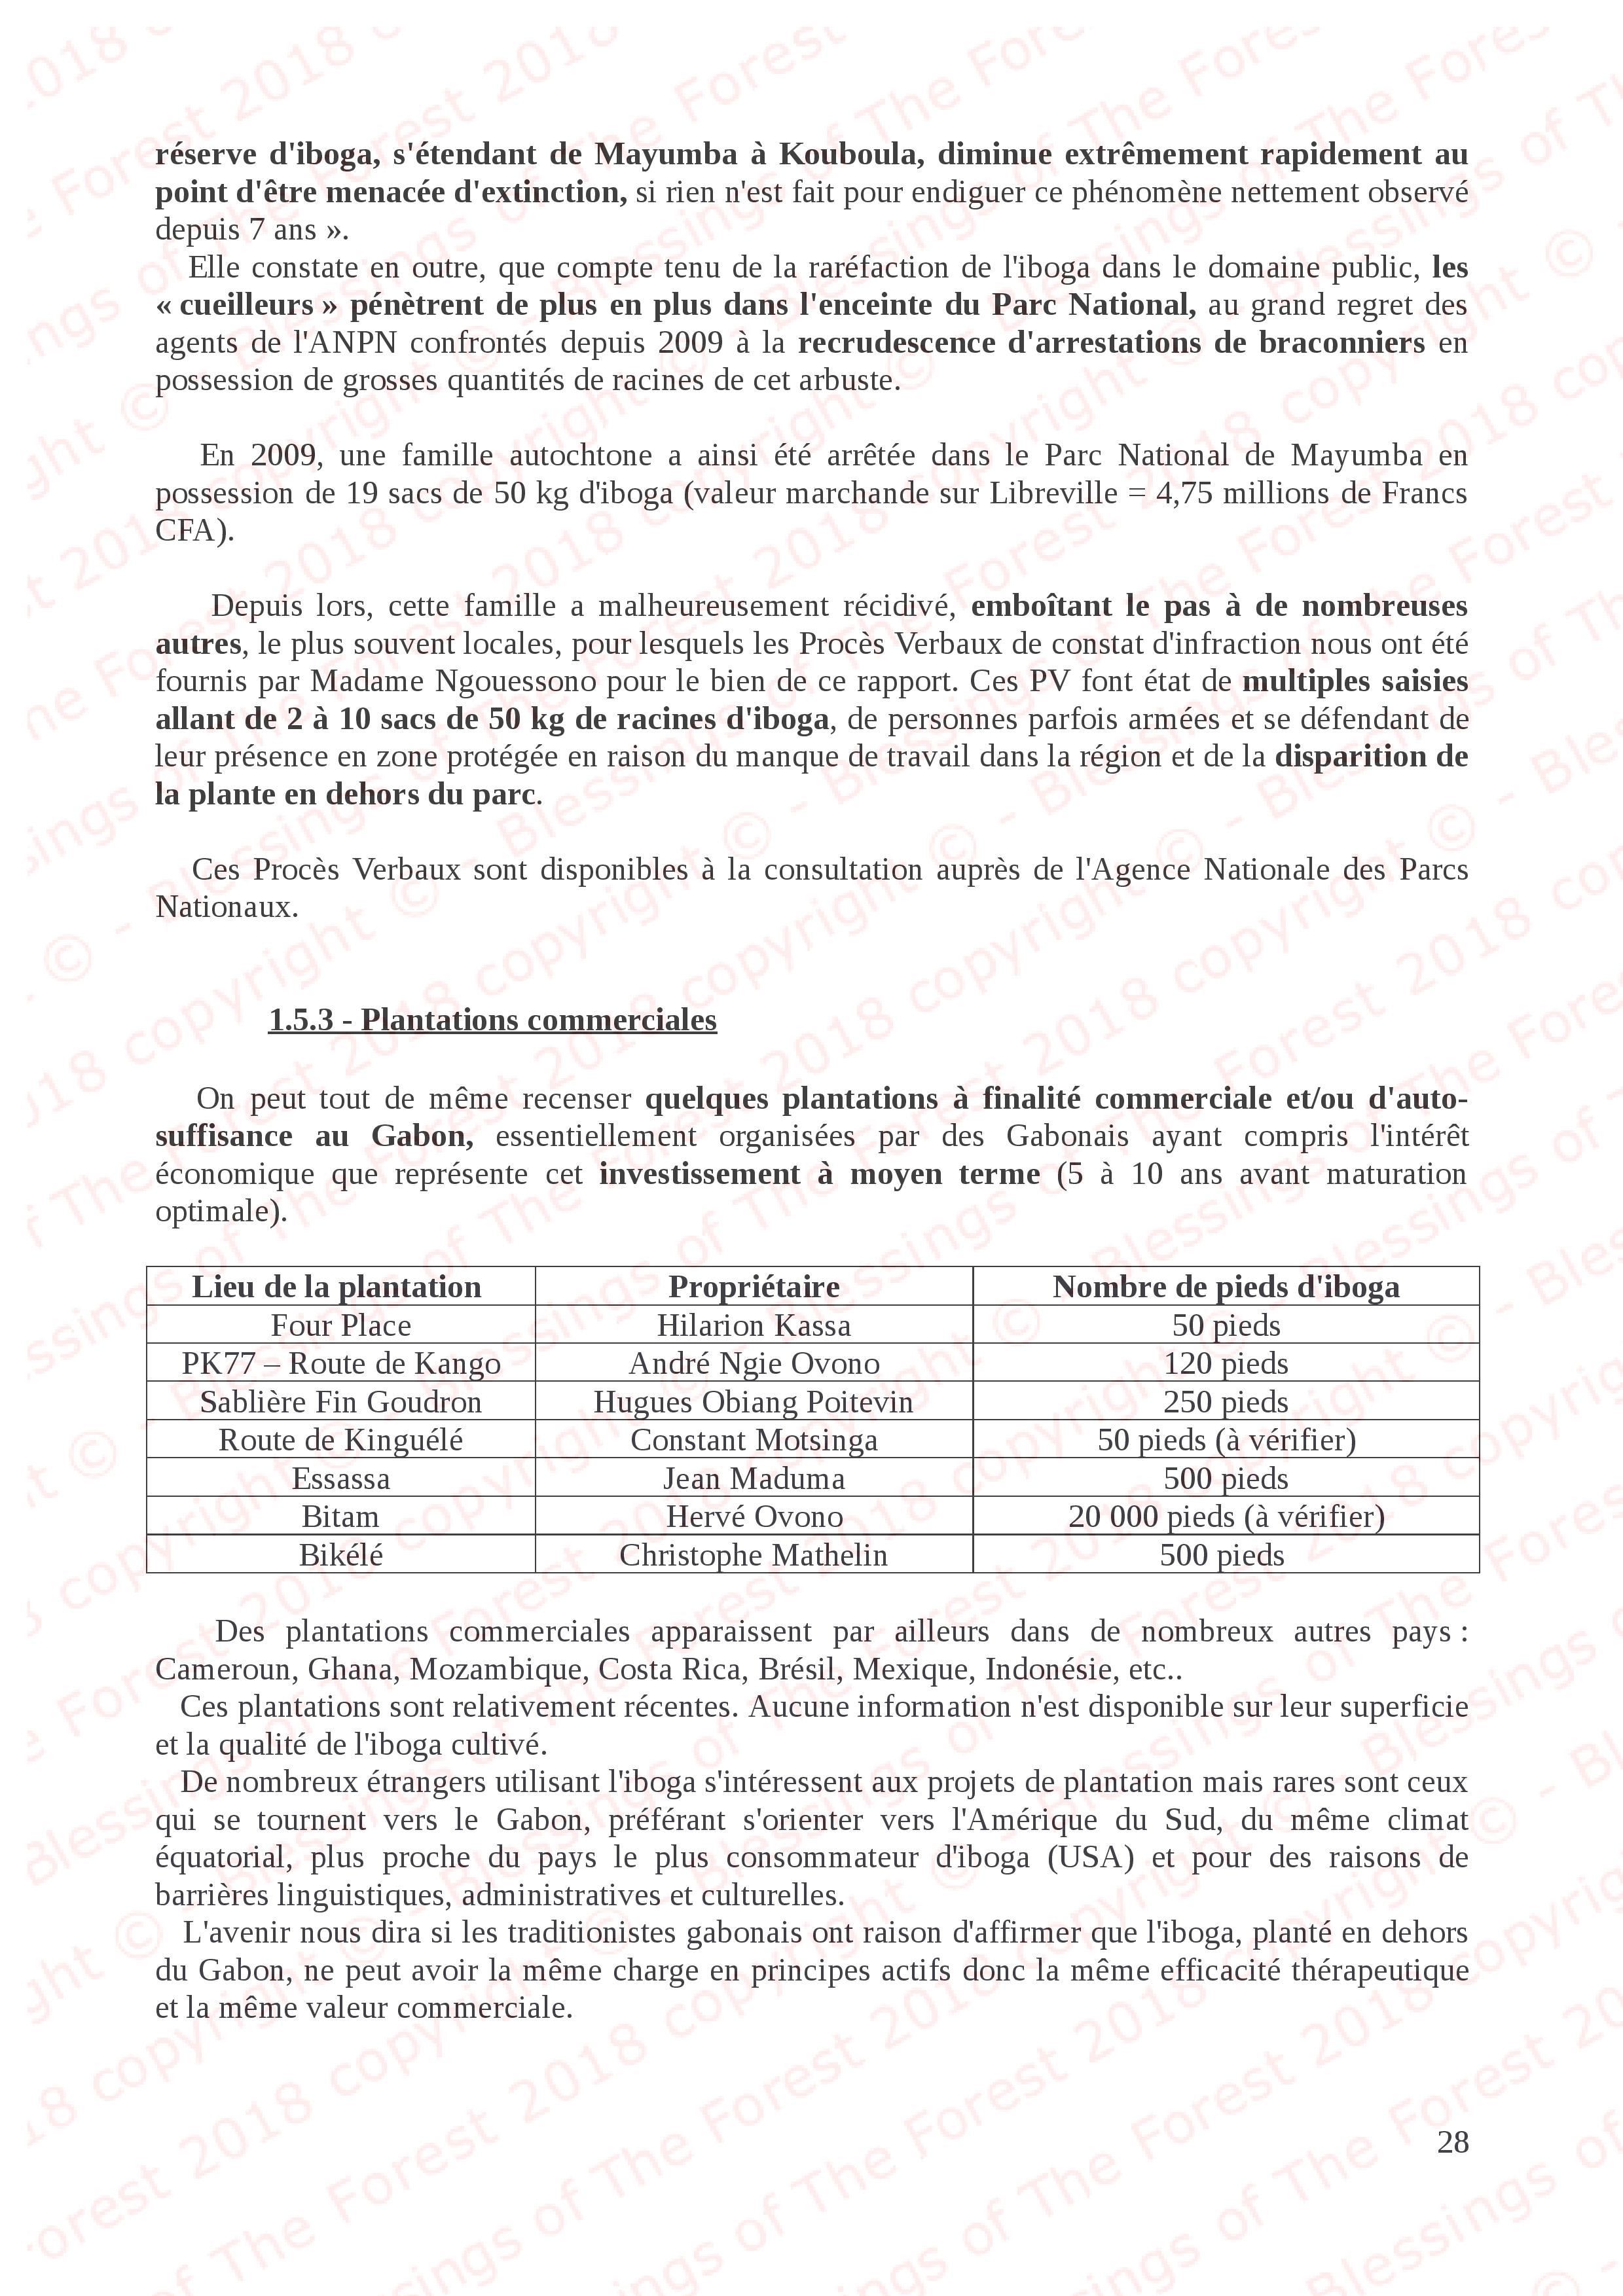 réserve d'iboga, s'étendant de Mayumba à Kouboula, diminue extrêmement rapidement au
point d'être menacée d'extinction, si rien n'est fait pour endiguer ce phénomène nettement observé
depuis 7 ans ».
Elle constate en outre, que compte tenu de la raréfaction de l'iboga dans le domaine public, les
« cueilleurs » pénètrent de plus en plus dans l'enceinte du Parc National, au grand regret des
agents de l'ANPN confrontés depuis 2009 à la recrudescence d'arrestations de braconniers en
possession de grosses quantités de racines de cet arbuste.
En 2009, une famille autochtone a ainsi été arrêtée dans le Parc National de Mayumba en
possession de 19 sacs de 50 kg d'iboga (valeur marchande sur Libreville = 4,75 millions de Francs
CFA).
Depuis lors, cette famille a malheureusement récidivé, emboîtant le pas à de nombreuses
autres, le plus souvent locales, pour lesquels les Procès Verbaux de constat d'infraction nous ont été
fournis par Madame Ngouessono pour le bien de ce rapport. Ces PV font état de multiples saisies
allant de 2 à 10 sacs de 50 kg de racines d'iboga, de personnes parfois armées et se défendant de
leur présence en zone protégée en raison du manque de travail dans la région et de la disparition de
la plante en dehors du parc.
Ces Procès Verbaux sont disponibles à la consultation auprès de l'Agence Nationale des Parcs
Nationaux.
1.5.3 - Plantations commerciales
On peut tout de même recenser quelques plantations à finalité commerciale et/ou d'auto-
suffisance au Gabon, essentiellement organisées par des Gabonais ayant compris l'intérêt
économique que représente cet investissement à moyen terme (5 à 10 ans avant maturation
optimale).
Lieu de la plantation Propriétaire Nombre de pieds d'iboga
Four Place Hilarion Kassa 50 pieds
PK77 – Route de Kango André Ngie Ovono 120 pieds
Sablière Fin Goudron Hugues Obiang Poitevin 250 pieds
Route de Kinguélé Constant Motsinga 50 pieds (à vérifier)
Essassa Jean Maduma 500 pieds
Bitam Hervé Ovono 20 000 pieds (à vérifier)
Bikélé Christophe Mathelin 500 pieds
Des plantations commerciales apparaissent par ailleurs dans de nombreux autres pays :
Cameroun, Ghana, Mozambique, Costa Rica, Brésil, Mexique, Indonésie, etc..
Ces plantations sont relativement récentes. Aucune information n'est disponible sur leur superficie
et la qualité de l'iboga cultivé.
De nombreux étrangers utilisant l'iboga s'intéressent aux projets de plantation mais rares sont ceux
qui se tournent vers le Gabon, préférant s'orienter vers l'Amérique du Sud, du même climat
équatorial, plus proche du pays le plus consommateur d'iboga (USA) et pour des raisons de
barrières linguistiques, administratives et culturelles.
L'avenir nous dira si les traditionistes gabonais ont raison d'affirmer que l'iboga, planté en dehors
du Gabon, ne peut avoir la même charge en principes actifs donc la même efficacité thérapeutique
et la même valeur commerciale.
28
Blessings of The Forest 2018 copyright © -